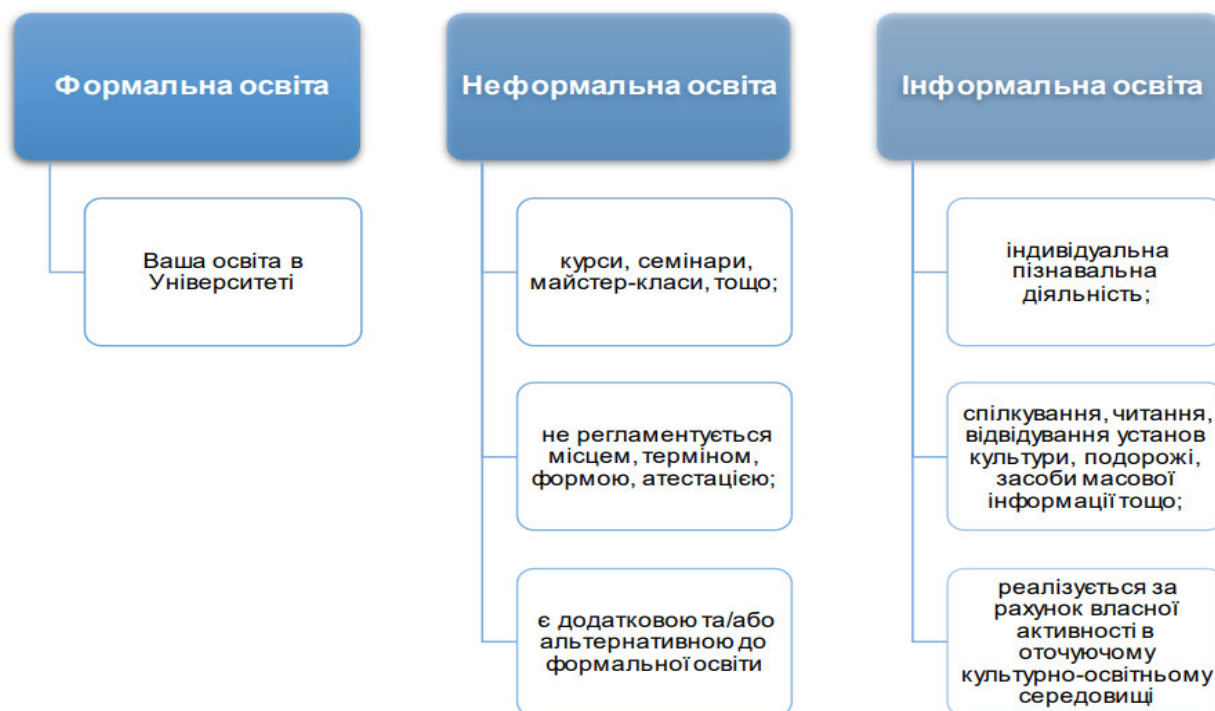 Формальна освіта
Ваша освіта в
Університеті
Неформальна освіта
курси, семінари,
майстер-класи, тощо;
не регламентується
місцем, терміном,
формою, атестацією;
є додатковою та/або
альтернативною до
формальної освіти
Інформальна освіта
індивідуальна
пізнавальна
діяльність;
спілкування, читання,
відвідування установ
культури, подорожі,
засоби масової
інформації тощо;
реалізується за
рахунок власної
активності в
оточуючому
культурно-освітньому
середовищі